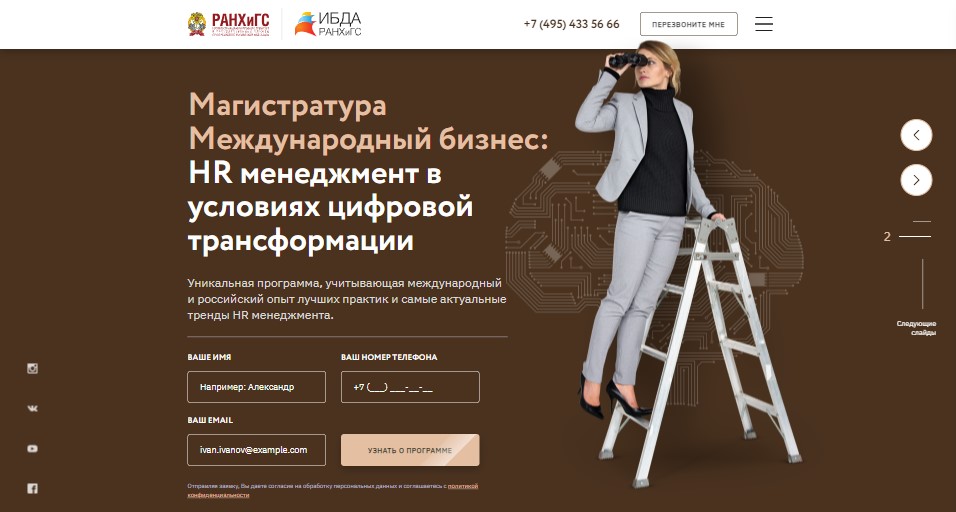 РАНХиГС
ИБДА
РАНХиГС
+7 (495) 433 56 66
ПЕРЕЗВОНИТЕ МНЕ
Магистратура
Международный бизнес:
HR менеджмент в
условиях цифровой
трансформации
Уникальная программа, учитывающая международный
и российский опыт лучших практик и самые актуальные
тренды HR менеджмента.
2
Следующие
слайды
ВАШЕ ИМЯ
ВАШ НОМЕР ТЕЛЕФОНА
Например: Александр
+7 (___) ___-__-__
ВАШ EMAIL
ivan.ivanov@example.com
УЗНАТЬ О ПРОГРАММЕ
Отправляя заявку, Вы даете согласие на обработку персональных данных и соглашаетесь с политикой
конфиденциальности